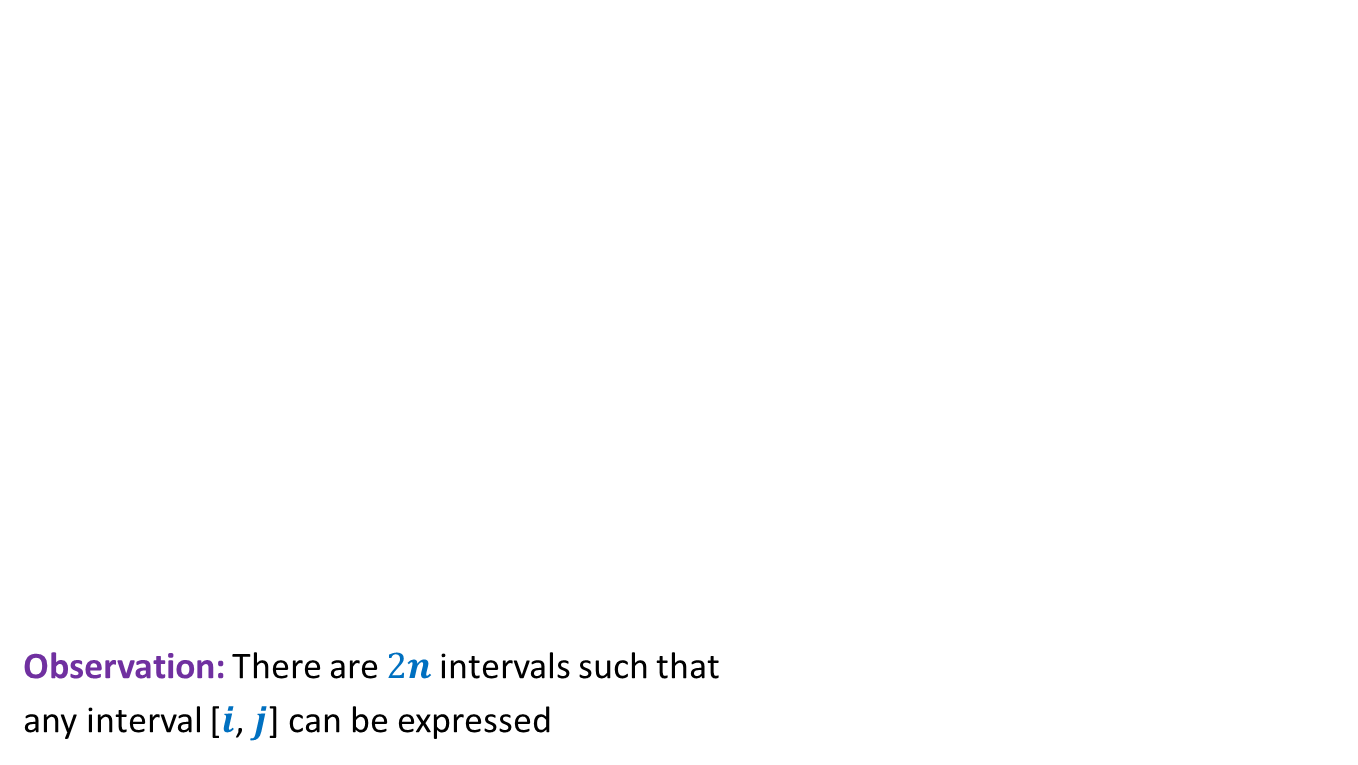 Observation: There are 2n intervals such that
any interval [i, j] can be expressed